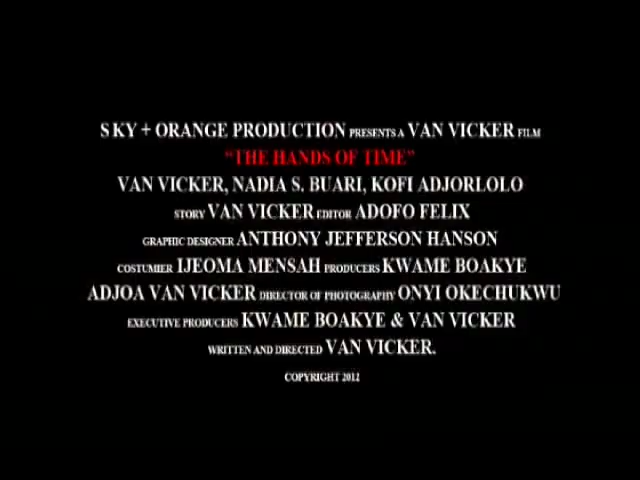 SKY + ORANGE PRODUCTION PRESENTS A VAN VICKER FILM
“THE HANDS OF TIME”
VAN VICKER, NADIA S. BUARI, KOFI ADJORLOLO
STORY VAN VICKER EDITOR ADOFO FELIX
GRAPHIC DESIGNER ANTHONY JEFFERSON HANSON
COSTUMIER IJEOMA MENSAH PRODUCERS KWAME BOAKYE
ADJOA VAN VICKER DIRECTOR OF PHOTOGRAPHY ONYI OKECHUKWU
EXECUTIVE PRODUCERS KWAME BOAKYE & VAN VICKER
WRITTEN AND DIRECTED VAN VICKER.
COPYRIGHT 2012